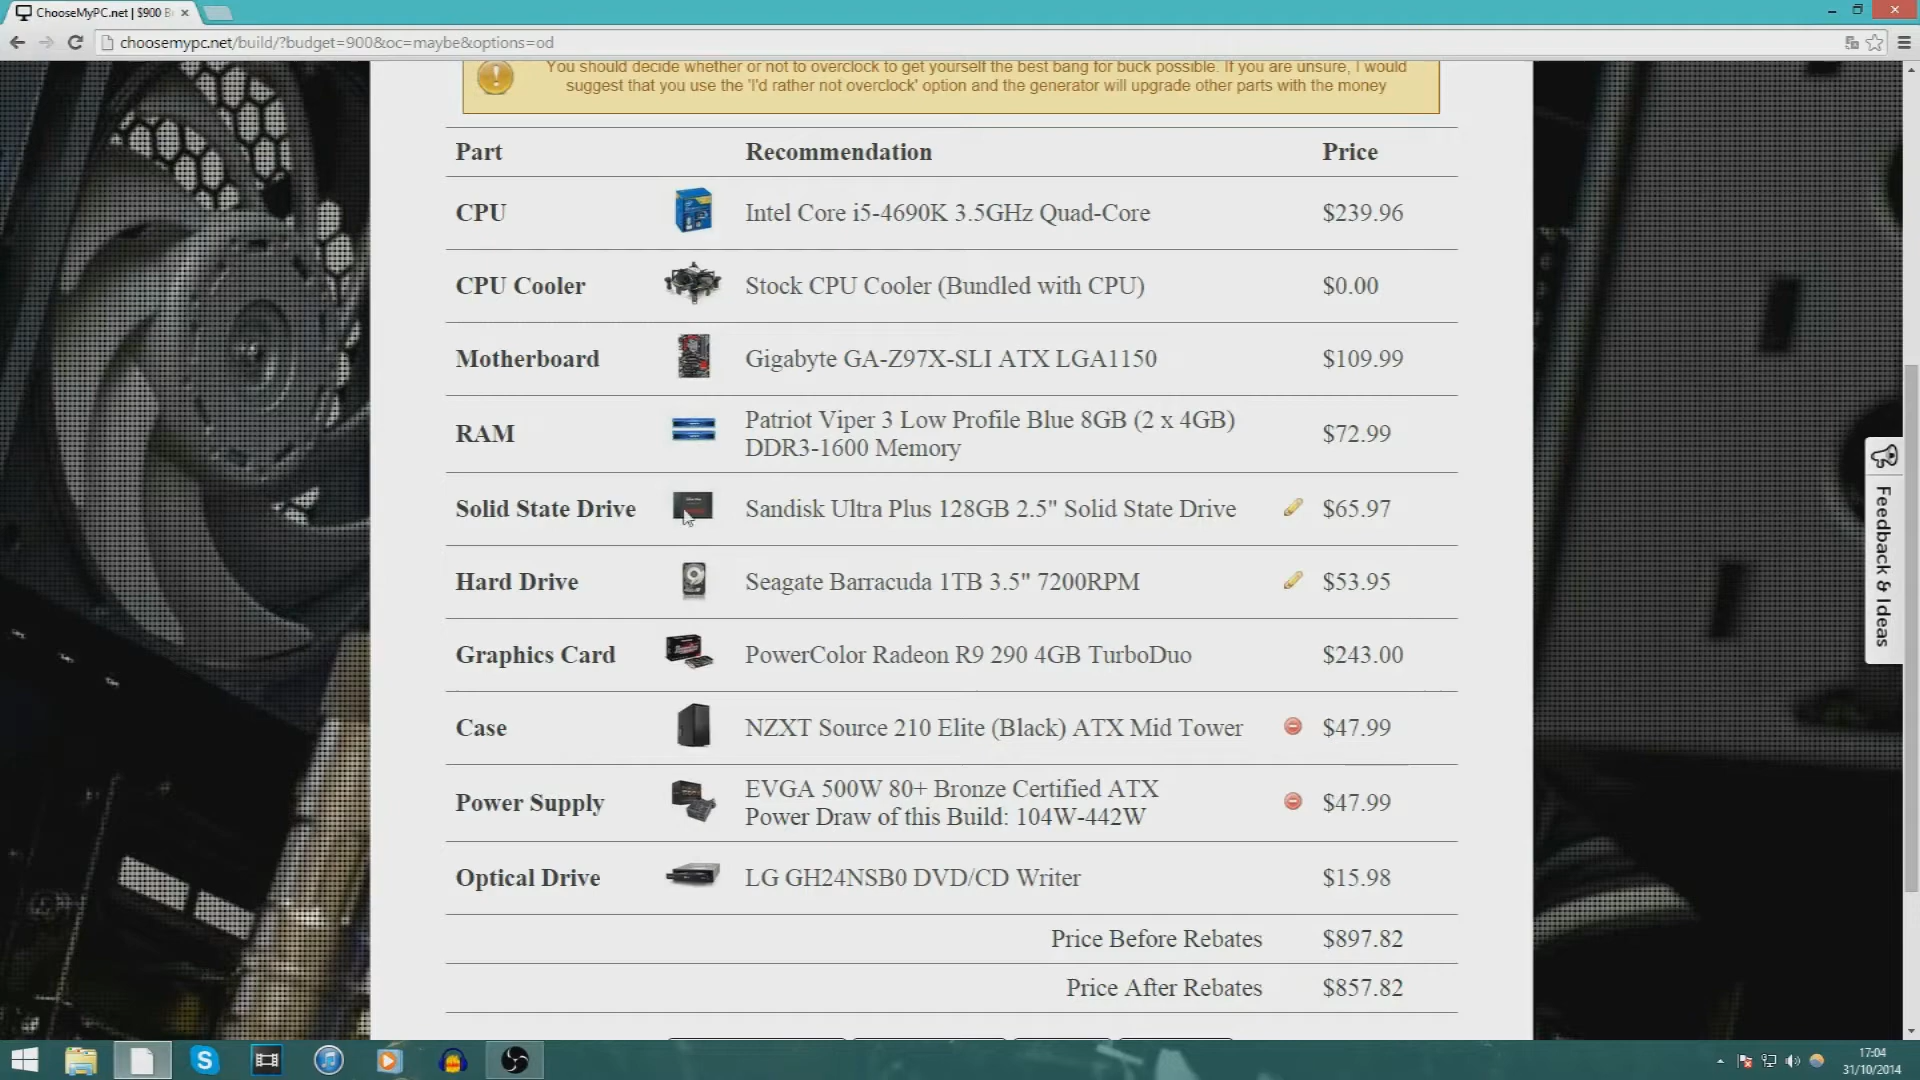 ChooseMyPC.net | $900 B
choosemypc.net/build/?budget=900&oc=maybe&options=od
You should decide whether or not to overclock to get yourself the best bang for buck possible. If you are unsure, I would
suggest that you use the 'I'd rather not overclock' option and the generator will upgrade other parts with the money
Part Recommendation Price
CPU Intel Core i5-4690K 3.5GHz Quad-Core $239.96
CPU Cooler Stock CPU Cooler (Bundled with CPU) $0.00
Motherboard Gigabyte GA-Z97X-SLI ATX LGA1150 $109.99
RAM Patriot Viper 3 Low Profile Blue 8GB (2 x 4GB)
DDR3-1600 Memory $72.99
Solid State Drive Sandisk Ultra Plus 128GB 2.5" Solid State Drive $65.97
Hard Drive Seagate Barracuda 1TB 3.5" 7200RPM $53.95
Graphics Card PowerColor Radeon R9 290 4GB TurboDuo $243.00
Case NZXT Source 210 Elite (Black) ATX Mid Tower $47.99
Power Supply EVGA 500W 80+ Bronze Certified ATX
Power Draw of this Build: 104W-442W $47.99
Optical Drive LG GH24NSB0 DVD/CD Writer $15.98
Price Before Rebates $897.82
Price After Rebates $857.82
Feedback & Ideas
17:04
31/10/2014